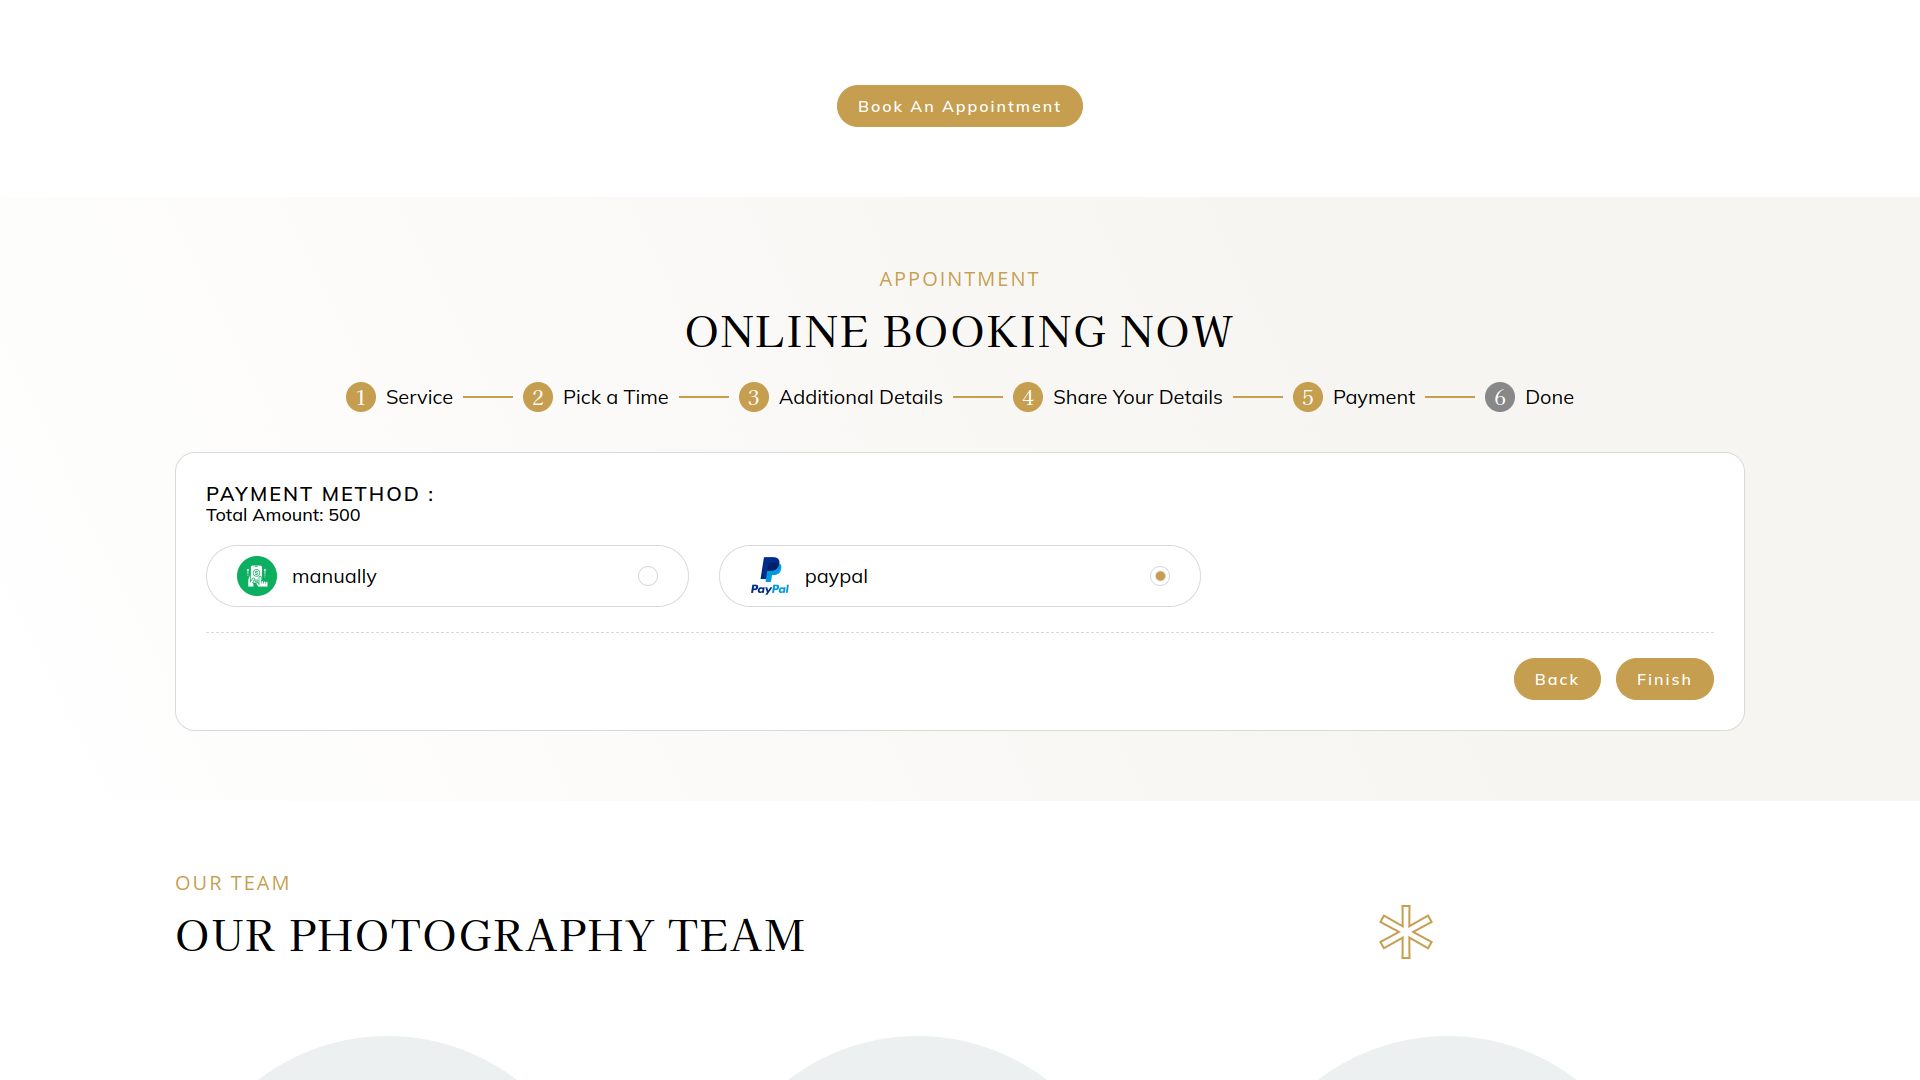 Book An Appointment
APPOINTMENT
ONLINE BOOKING NOW
1 Service 2 Pick a Time 3 Additional Details 4 Share Your Details 5 Payment 6 Done
PAYMENT METHOD :
Total Amount: 500
manually
PayPal paypal
Back Finish
OUR TEAM
OUR PHOTOGRAPHY TEAM